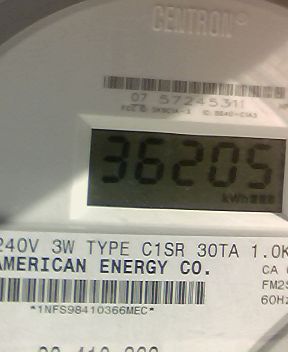 CENTRON®
07 57245311
36205
kWh
240V 3W TYPE C1SR 30TA 1.0K
AMERICAN ENERGY CO.
CA
*1NFS98410366MEC*
FM2S
60Hz